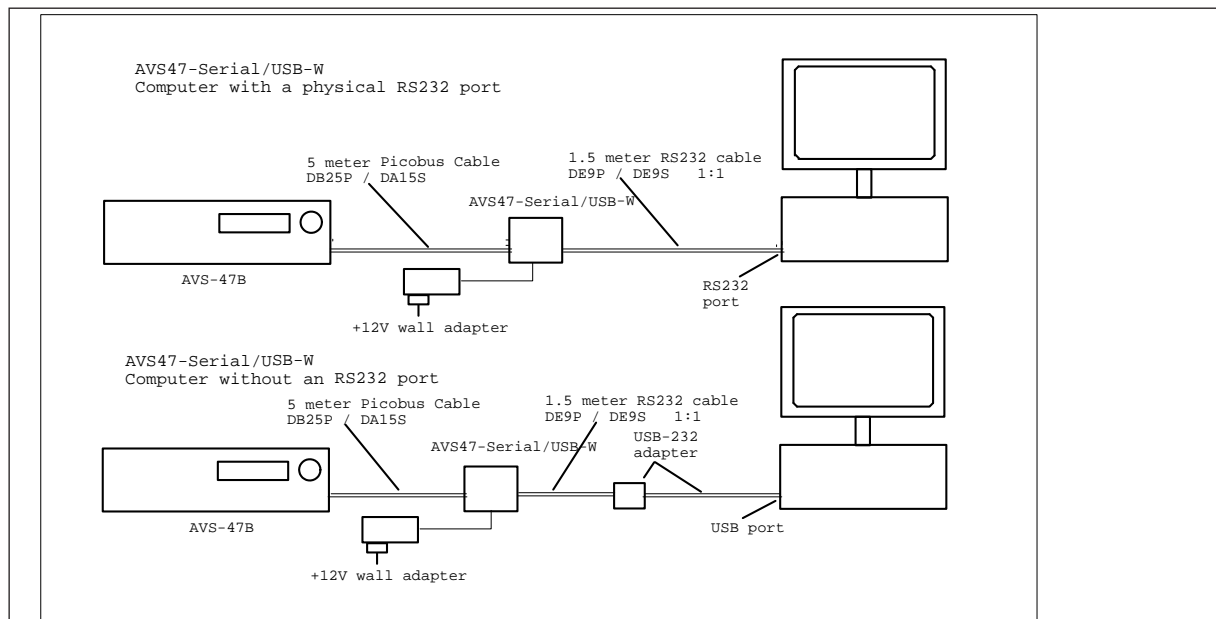 AVS47-Serial/USB-W
Computer with a physical RS232 port
5 meter Picobus Cable
DB25P / DA15S
1.5 meter RS232 cable
DE9P / DE9S 1:1
AVS47-Serial/USB-W
AVS-47B
RS232
port
+12V wall adapter
AVS47-Serial/USB-W
Computer without an RS232 port
5 meter Picobus Cable
DB25P / DA15S
1.5 meter RS232 cable
DE9P / DE9S 1:1
USB-232
adapter
AVS47-Serial/USB-W
AVS-47B
USB port
+12V wall adapter